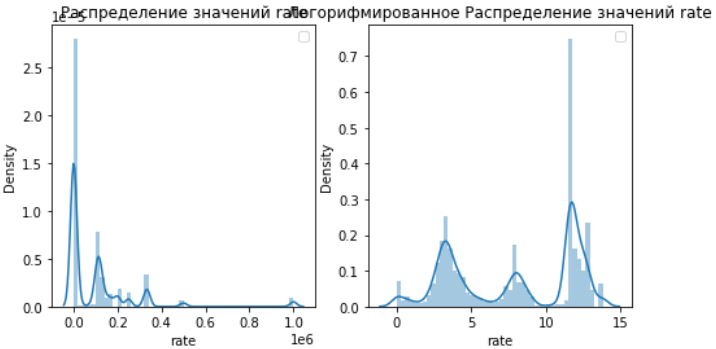 Распределение значений rate
Логорифмированное Распределение значений rate
1e-5
Density
2.5
2.0
1.5
1.0
0.5
0.0
0.0 0.2 0.4 0.6 0.8 1.0
1e6
rate
Density
0.7
0.6
0.5
0.4
0.3
0.2
0.1
0.0
0 5 10 15
rate